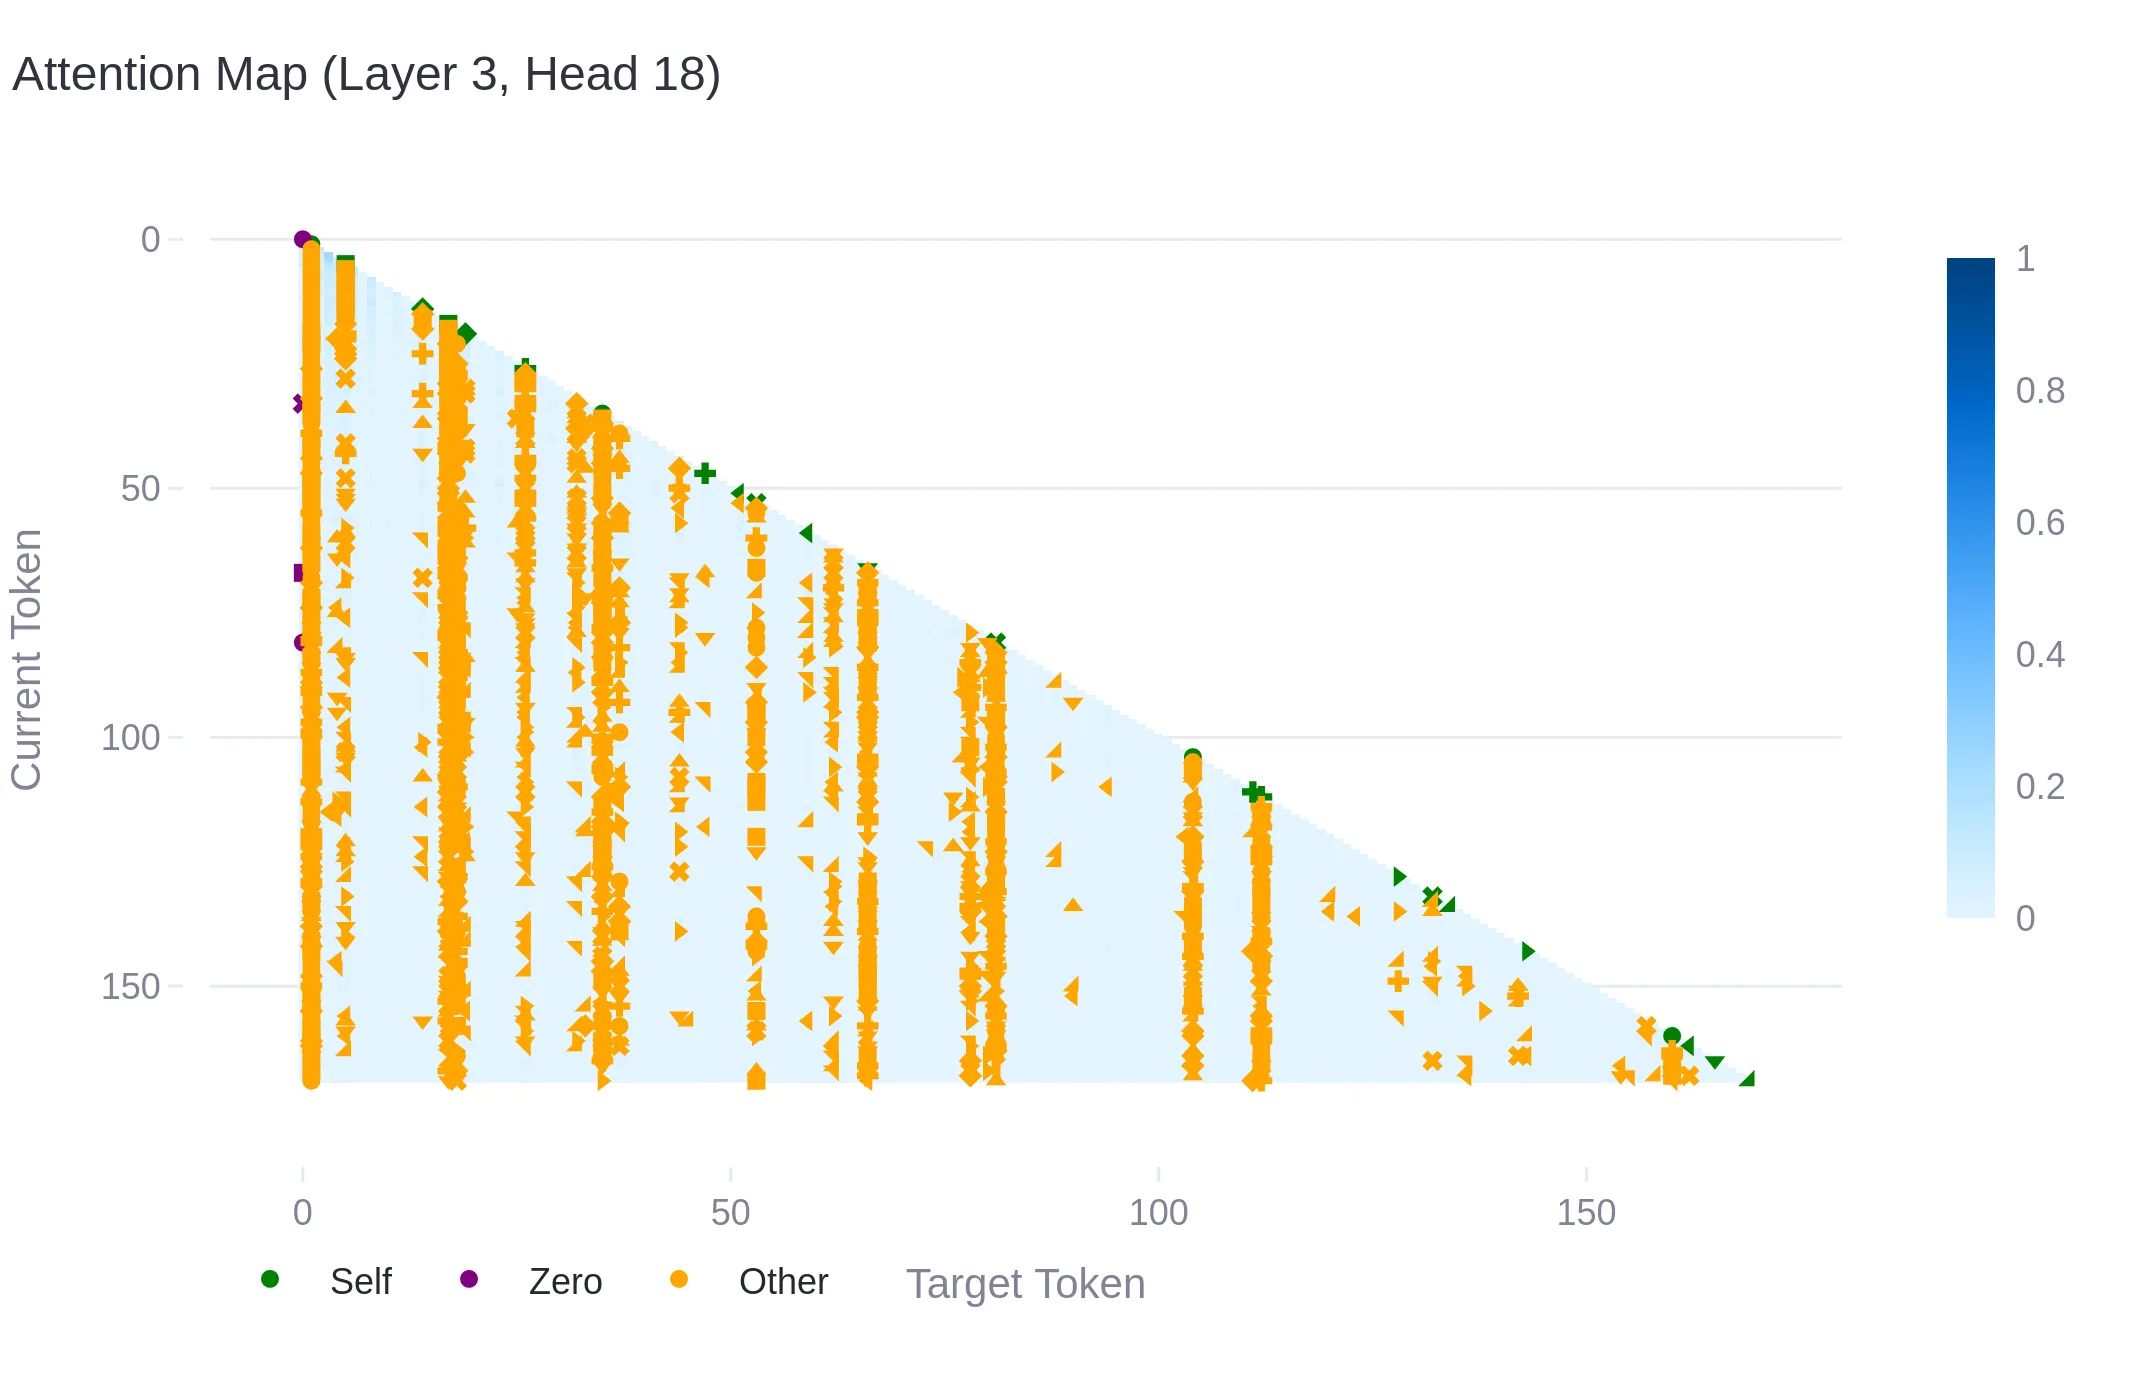 Attention Map (Layer 3, Head 18)
0
50
100
150
Current Token
1
0.8
0.6
0.4
0.2
0
0 50 100 150
Self Zero Other Target Token